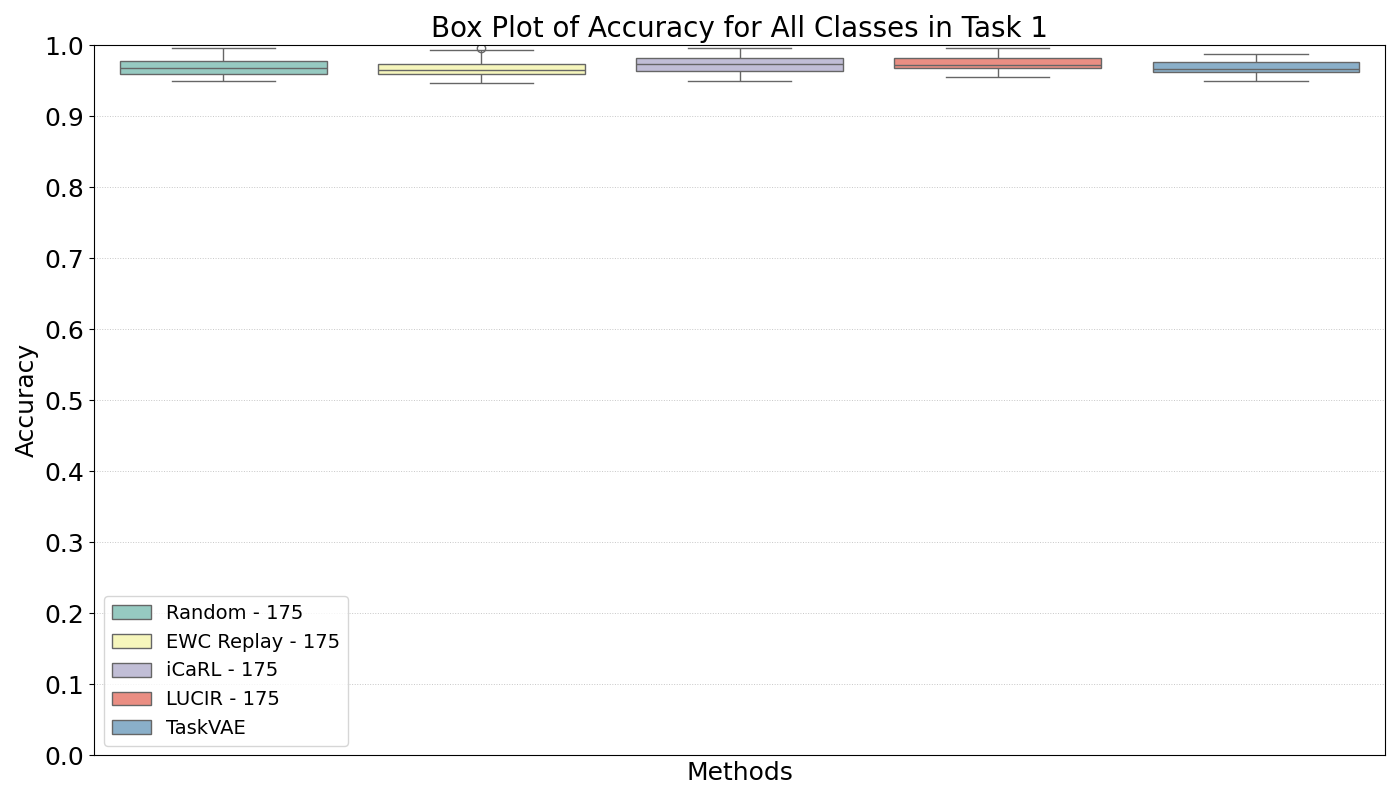 Box Plot of Accuracy for All Classes in Task 1
1.0
0.9
0.8
0.7
0.6
0.5
0.4
0.3
0.2
0.1
0.0
Accuracy
Random - 175
EWC Replay - 175
iCaRL - 175
LUCIR - 175
TaskVAE
Methods